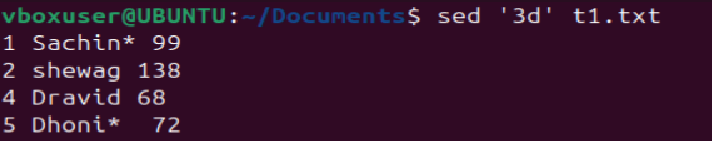 vboxuser@UBUNTU:~/Documents$ sed '3d' t1.txt
1 Sachin* 99
2 shewag 138
4 Dravid 68
5 Dhoni*  72